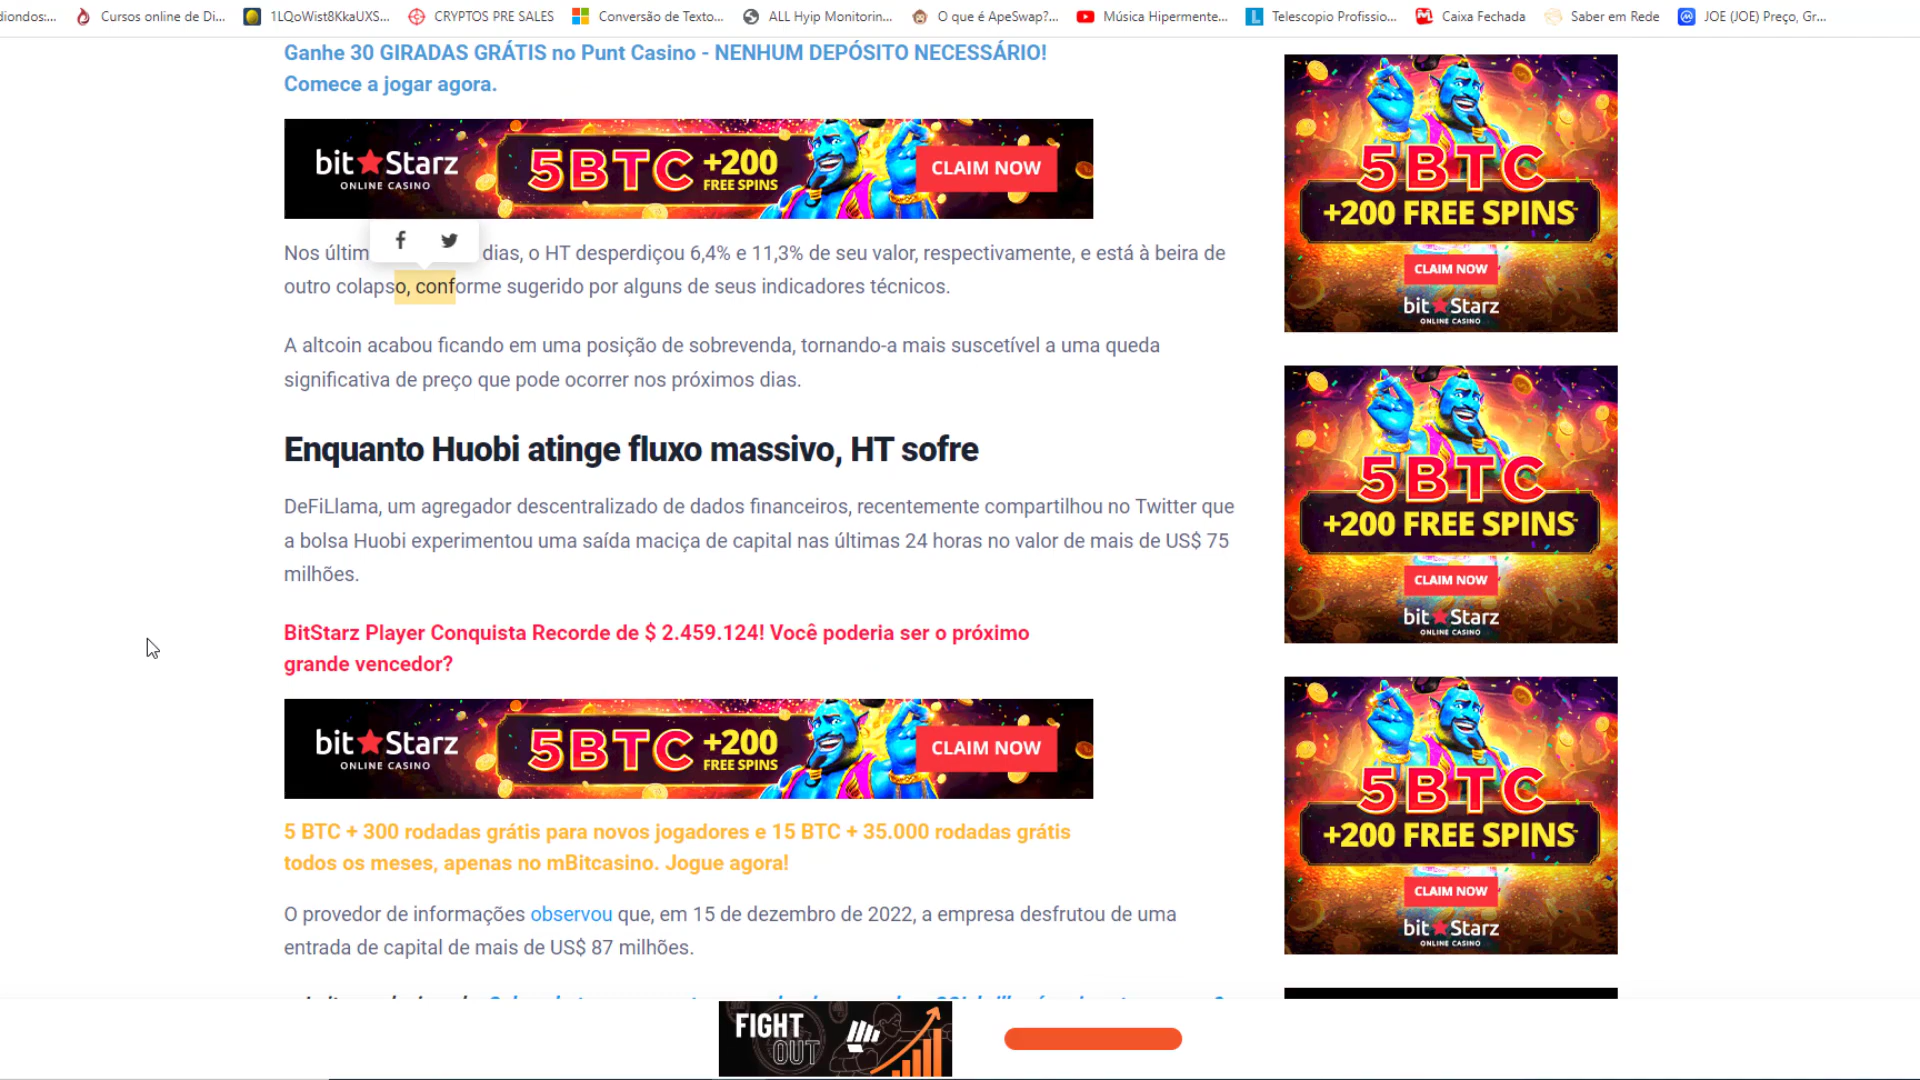 diondos:...
Cursos online de Di...
1LQoWist8KkaUXS...
CRYPTOS PRE SALES
Conversão de Texto...
ALL Hyip Monitorin...
O que é ApeSwap?...
Música Hipermente...
Telescopio Profissio...
Caixa Fechada
Saber em Rede
JOE (JOE) Preço, Gr...
Ganhe 30 GIRADAS GRÁTIS no Punt Casino - NENHUM DEPÓSITO NECESSÁRIO!
Comece a jogar agora.
bit Starz
ONLINE CASINO
5BTC +200
FREE SPINS
CLAIM NOW
Nos últim dias, o HT desperdiçou 6,4% e 11,3% de seu valor, respectivamente, e está à beira de
outro colapso, conforme sugerido por alguns de seus indicadores técnicos.
A altcoin acabou ficando em uma posição de sobrevenda, tornando-a mais suscetível a uma queda
significativa de preço que pode ocorrer nos próximos dias.
Enquanto Huobi atinge fluxo massivo, HT sofre
DeFiLlama, um agregador descentralizado de dados financeiros, recentemente compartilhou no Twitter que
a bolsa Huobi experimentou uma saída maciça de capital nas últimas 24 horas no valor de mais de US$ 75
milhões.
BitStarz Player Conquista Recorde de $ 2.459.124! Você poderia ser o próximo
grande vencedor?
bit Starz
ONLINE CASINO
5BTC +200
FREE SPINS
CLAIM NOW
5 BTC + 300 rodadas grátis para novos jogadores e 15 BTC + 35.000 rodadas grátis
todos os meses, apenas no mBitcasino. Jogue agora!
O provedor de informações observou que, em 15 de dezembro de 2022, a empresa desfrutou de uma
entrada de capital de mais de US$ 87 milhões.
5BTC
+200 FREE SPINS
CLAIM NOW
bit Starz
ONLINE CASINO
5BTC
+200 FREE SPINS
CLAIM NOW
bit Starz
ONLINE CASINO
5BTC
+200 FREE SPINS
CLAIM NOW
bit Starz
ONLINE CASINO
FIGHT
OUT